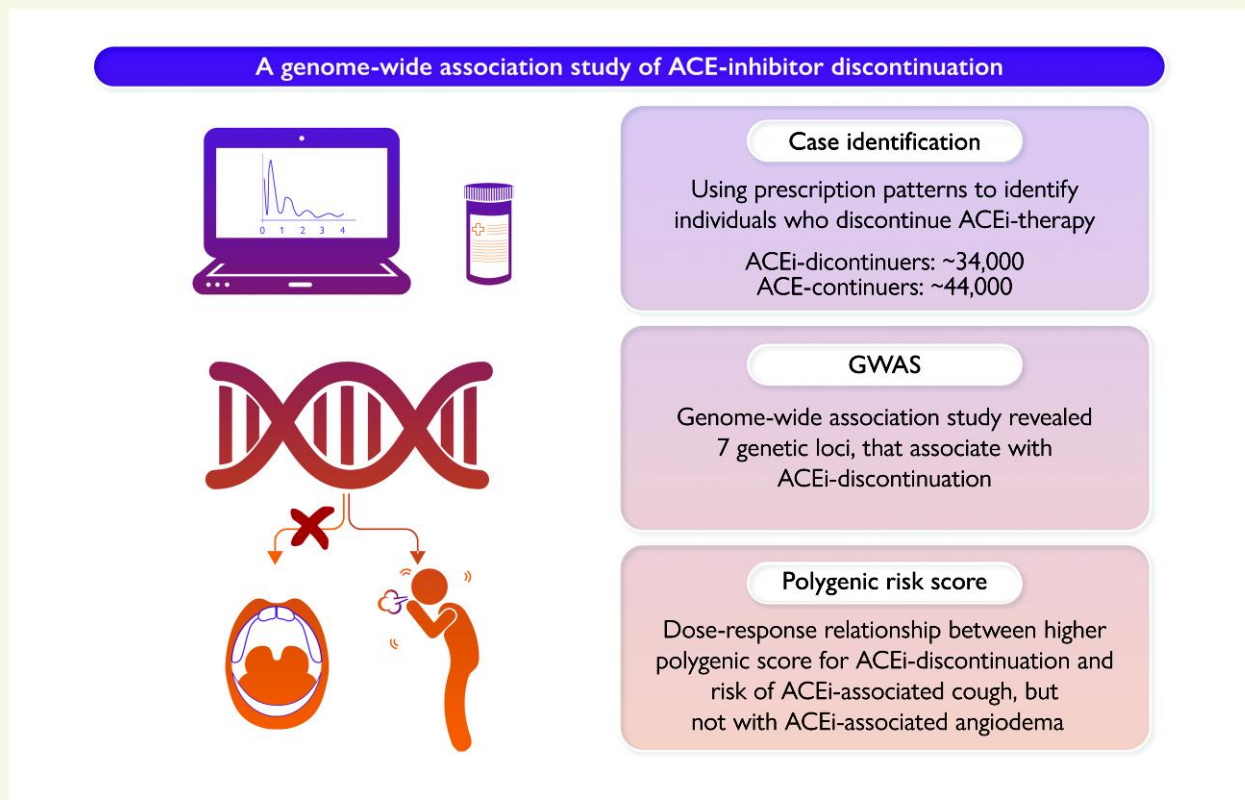 A genome-wide association study of ACE-inhibitor discontinuation
0 1 2 3 4
Case identification
Using prescription patterns to identify
individuals who discontinue ACEi-therapy
ACEi-dicontinuers: ~34,000
ACE-continuers: ~44,000
GWAS
Genome-wide association study revealed
7 genetic loci, that associate with
ACEi-discontinuation
Polygenic risk score
Dose-response relationship between higher
polygenic score for ACEi-discontinuation and
risk of ACEi-associated cough, but
not with ACEi-associated angiodema